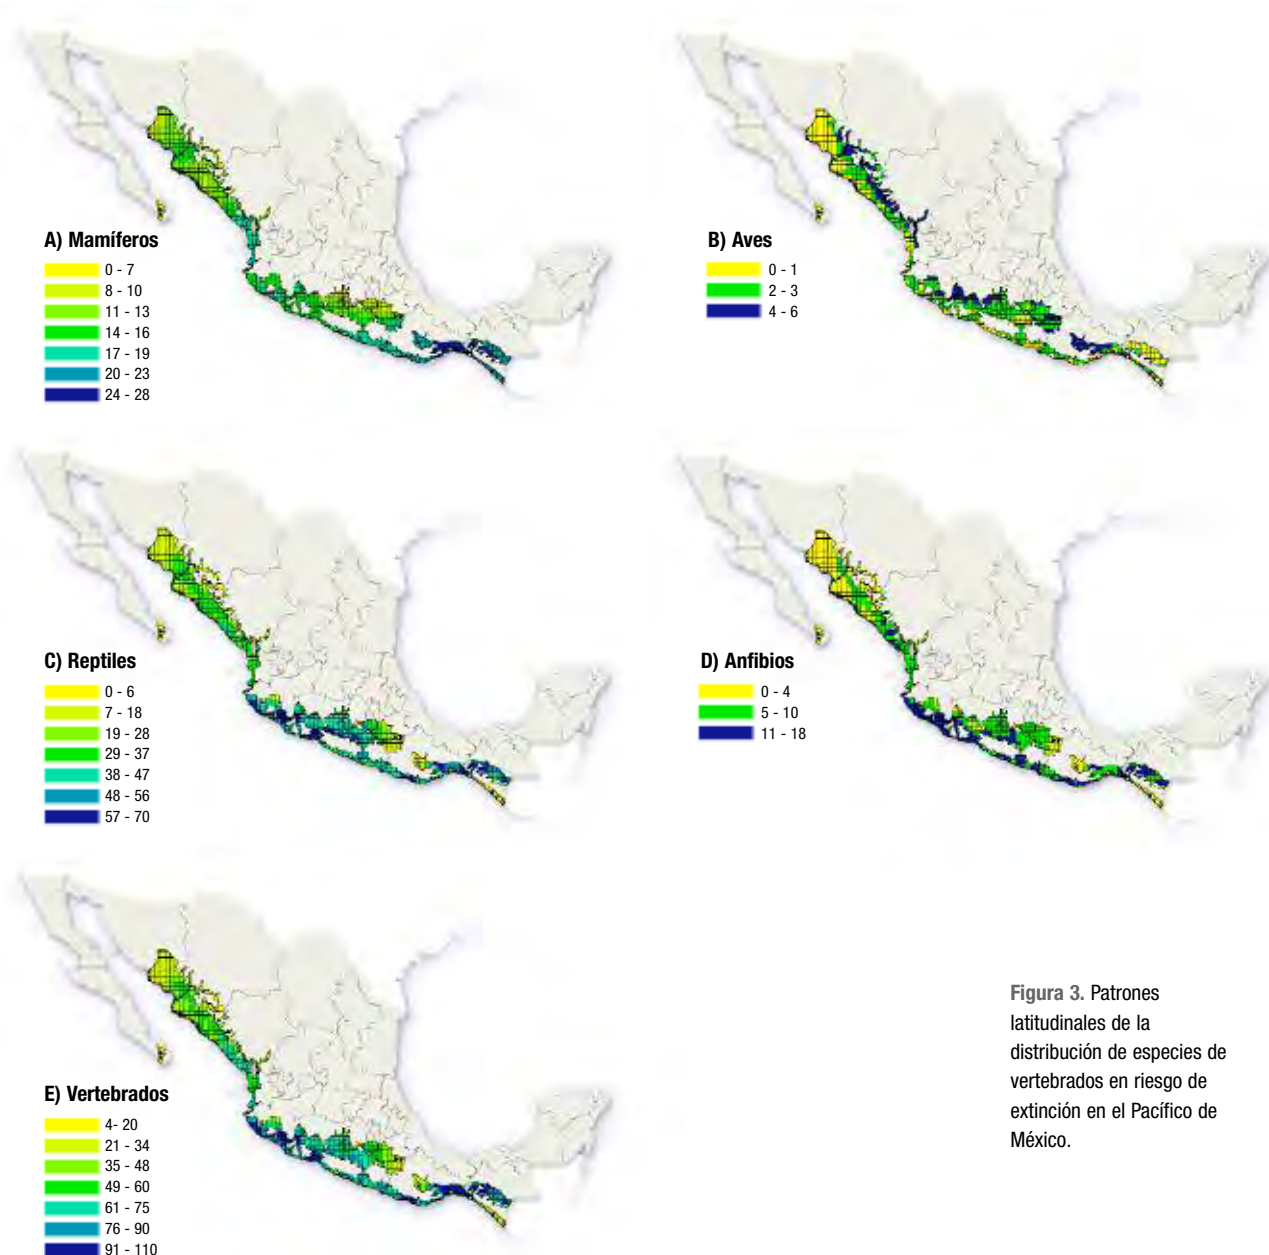 A) Mamíferos
0 - 7
8 - 10
11 - 13
14 - 16
17 - 19
20 - 23
24 - 28
B) Aves
0 - 1
2 - 3
4 - 6
C) Reptiles
0 - 6
7 - 18
19 - 28
29 - 37
38 - 47
48 - 56
57 - 70
D) Anfibios
0 - 4
5 - 10
11 - 18
E) Vertebrados
4- 20
21 - 34
35 - 48
49 - 60
61 - 75
76 - 90
91 - 110
Figura 3. Patrones
latitudinales de la
distribución de especies de
vertebrados en riesgo de
extinción en el Pacífico de
México.